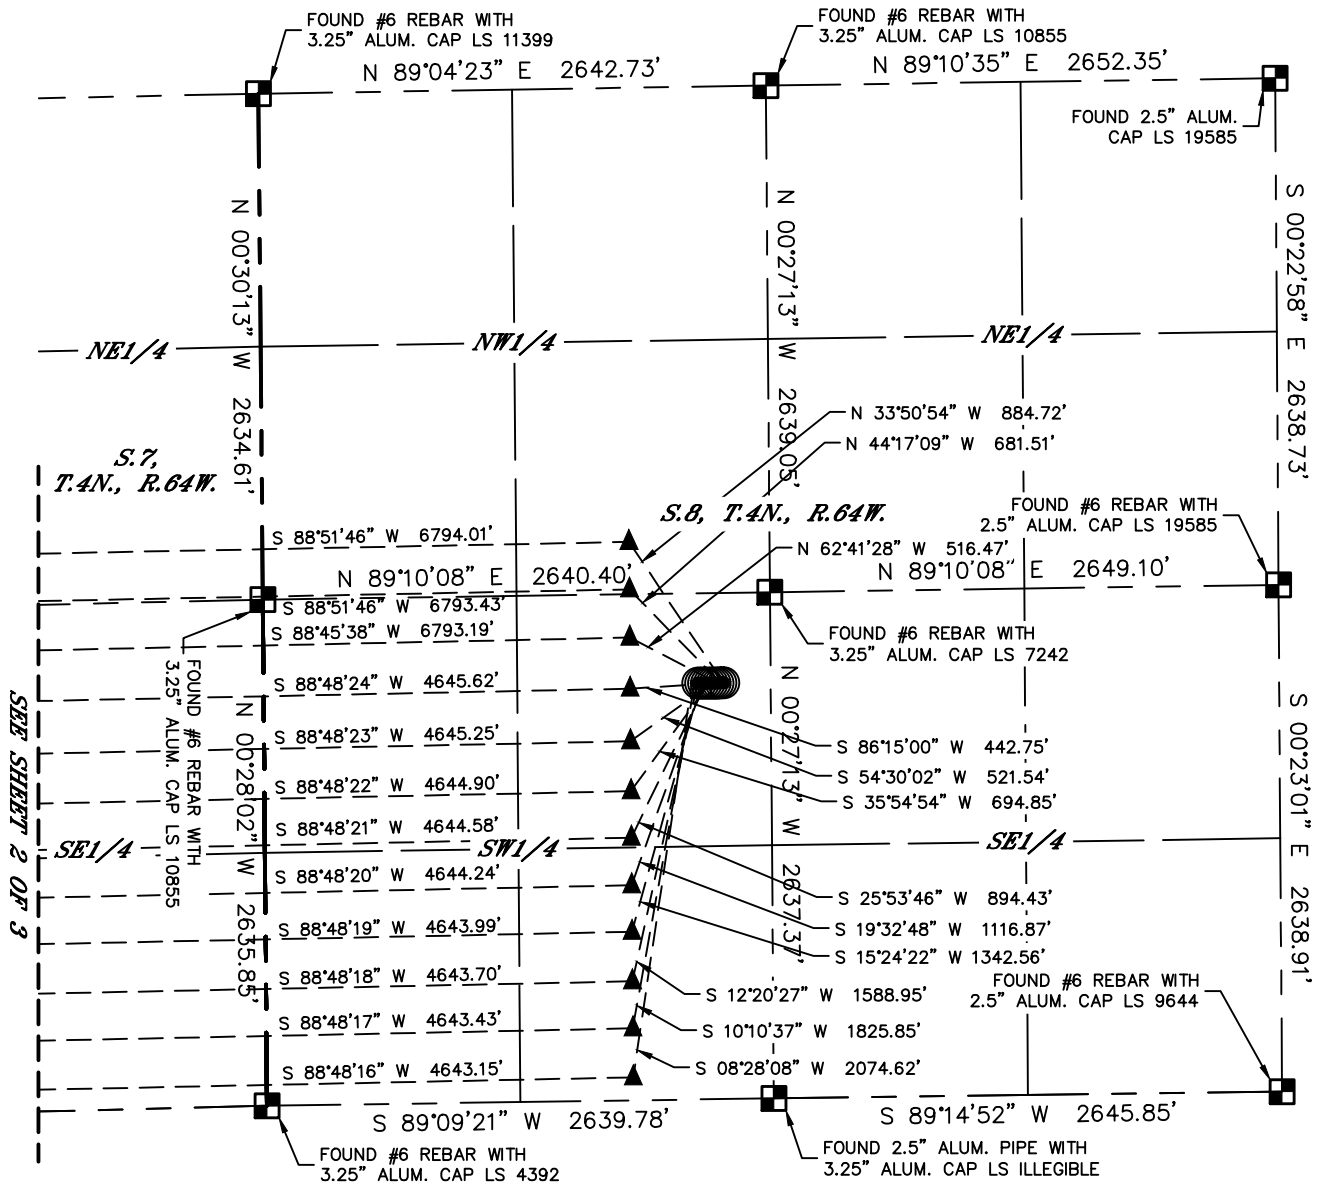 FOUND #6 REBAR WITH
3.25" ALUM. CAP LS 11399
FOUND #6 REBAR WITH
3.25" ALUM. CAP LS 10855
N 89°04'23" E 2642.73'
N 89°10'35" E 2652.35'
FOUND 2.5" ALUM.
CAP LS 19585
N 00°30'13" W 2634.61'
N 00°27'13" W 2639.05'
S 00°22'58" E 2638.73'
NE1/4
NW1/4
NE1/4
N 33°50'54" W 884.72'
N 44°17'09" W 681.51'
S.7,
T.4N., R.64W.
S.8, T.4N., R.64W.
FOUND #6 REBAR WITH
2.5" ALUM. CAP LS 19585
S 88°51'46" W 6794.01'
N 62°41'28" W 516.47'
N 89°10'08" E 2640.40'
N 89°10'08" E 2649.10'
S 88°51'46" W 6793.43'
S 88°45'38" W 6793.19'
FOUND #6 REBAR WITH
3.25" ALUM. CAP LS 7242
FOUND #6 REBAR WITH
3.25" ALUM. CAP LS 10855
S 88°48'24" W 4645.62'
N 00°28'02" W 2635.85'
N 00°27'13" W 2637.37'
S 00°23'01" E 2638.91'
SEE SHEET 2 OF 3
S 88°48'23" W 4645.25'
S 86°15'00" W 442.75'
S 54°30'02" W 521.54'
S 88°48'22" W 4644.90'
S 35°54'54" W 694.85'
S 88°48'21" W 4644.58'
SE1/4
SW1/4
SE1/4
S 88°48'20" W 4644.24'
S 25°53'46" W 894.43'
S 88°48'19" W 4643.99'
S 19°32'48" W 1116.87'
S 15°24'22" W 1342.56'
S 88°48'18" W 4643.70'
FOUND #6 REBAR WITH
2.5" ALUM. CAP LS 9644
S 12°20'27" W 1588.95'
S 88°48'17" W 4643.43'
S 10°10'37" W 1825.85'
S 88°48'16" W 4643.15'
S 08°28'08" W 2074.62'
S 89°09'21" W 2639.78'
S 89°14'52" W 2645.85'
FOUND #6 REBAR WITH
3.25" ALUM. CAP LS 4392
FOUND 2.5" ALUM. PIPE WITH
3.25" ALUM. CAP LS ILLEGIBLE